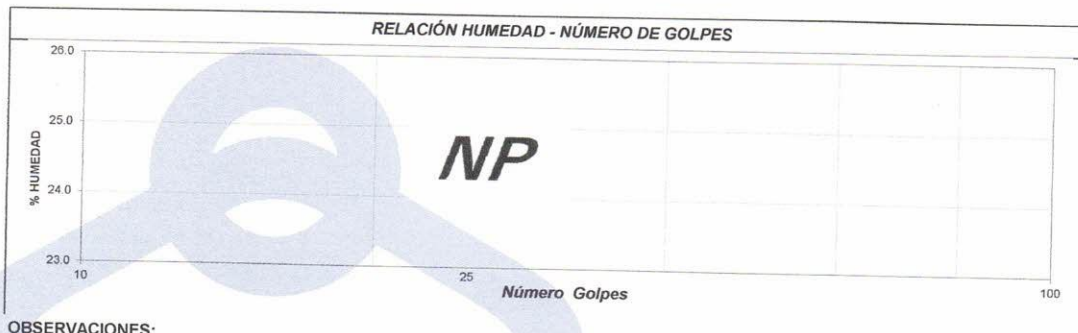 RELACIÓN HUMEDAD - NÚMERO DE GOLPES
26.0
25.0
24.0
23.0
% HUMEDAD
NP
10
25
100
Número Golpes
OBSERVACIONES: